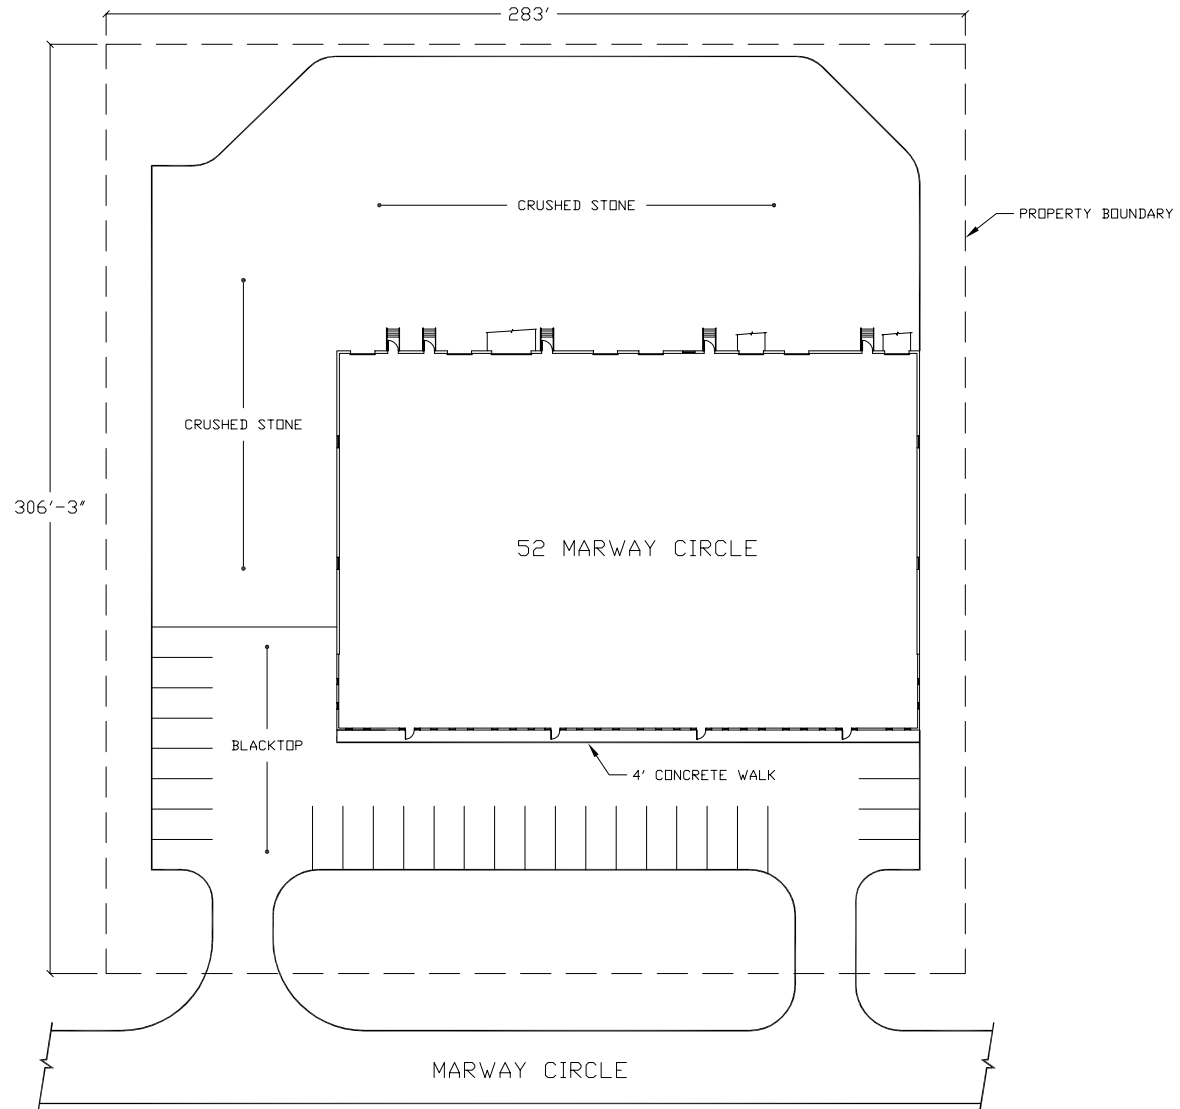 283'
PROPERTY BOUNDARY
CRUSHED STONE
CRUSHED STONE
306'-3"
52 MARWAY CIRCLE
BLACKTOP
4' CONCRETE WALK
MARWAY CIRCLE